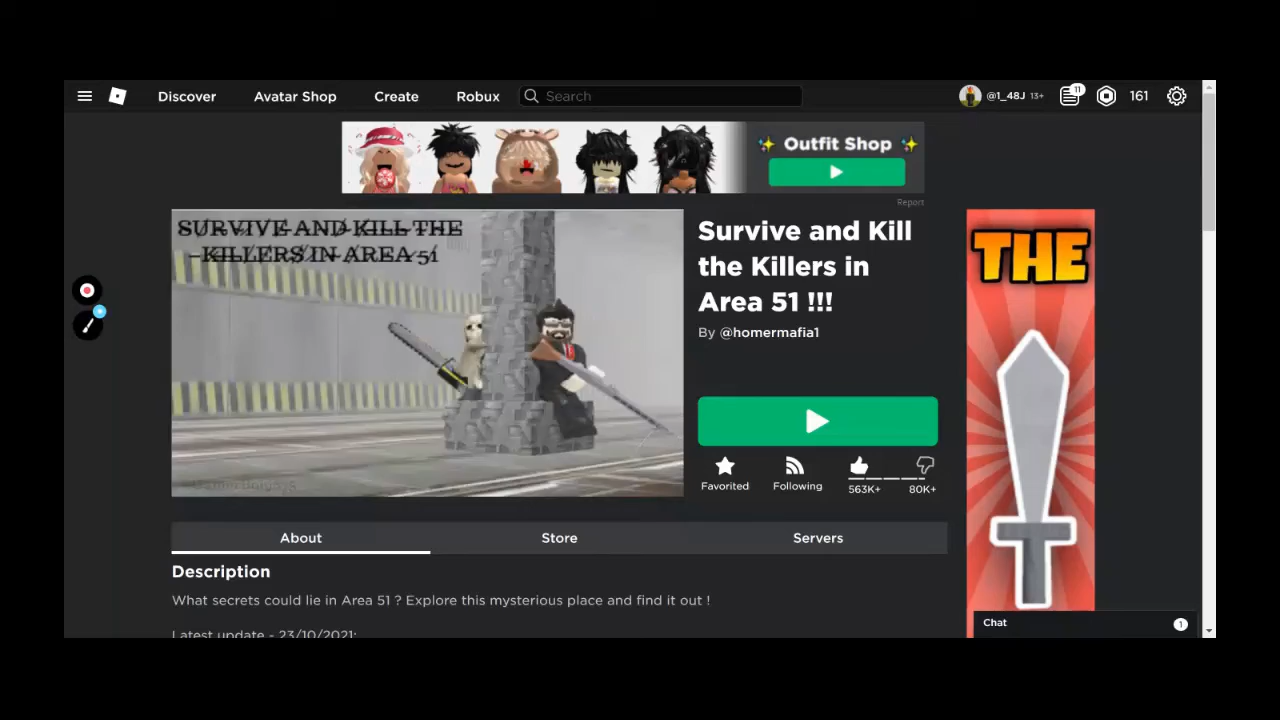 Discover Avatar Shop Create Robux Search @1_48J 13+ 11 161
Outfit Shop
Report
SURVIVE AND KILL THE
KILLERS IN AREA 51
Survive and Kill
the Killers in
Area 51 !!!
By @homermafia1
THE
Favorited Following 563K+ 80K+
About Store Servers
Description
What secrets could lie in Area 51 ? Explore this mysterious place and find it out !
Latest update - 23/10/2021:
Chat 1